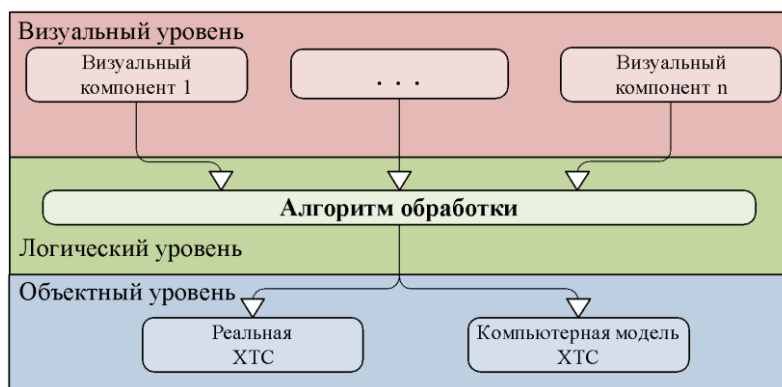 Визуальный уровень
Визуальный
компонент 1
. . .
Визуальный
компонент n
Алгоритм обработки
Логический уровень
Объектный уровень
Реальная
ХТС
Компьютерная модель
ХТС